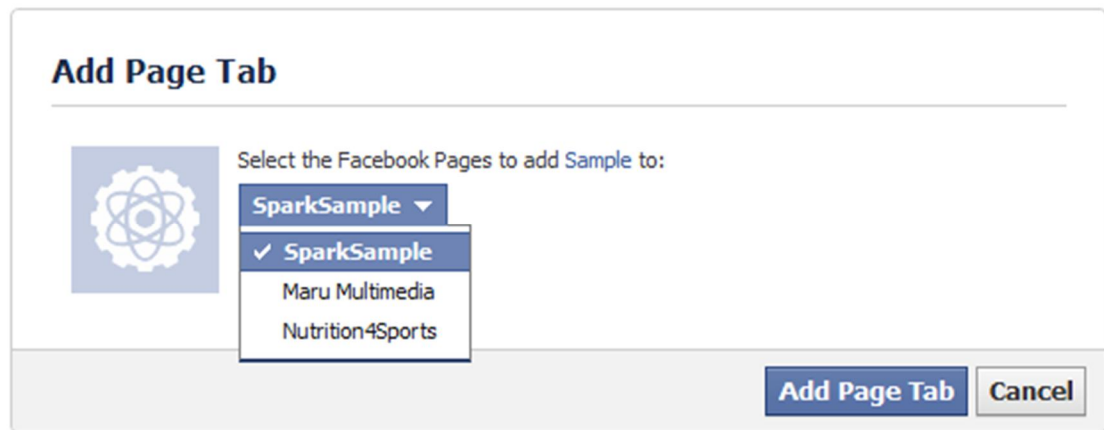 Add Page Tab
Select the Facebook Pages to add Sample to:
SparkSample
SparkSample
Maru Multimedia
Nutrition4Sports
Add Page Tab
Cancel